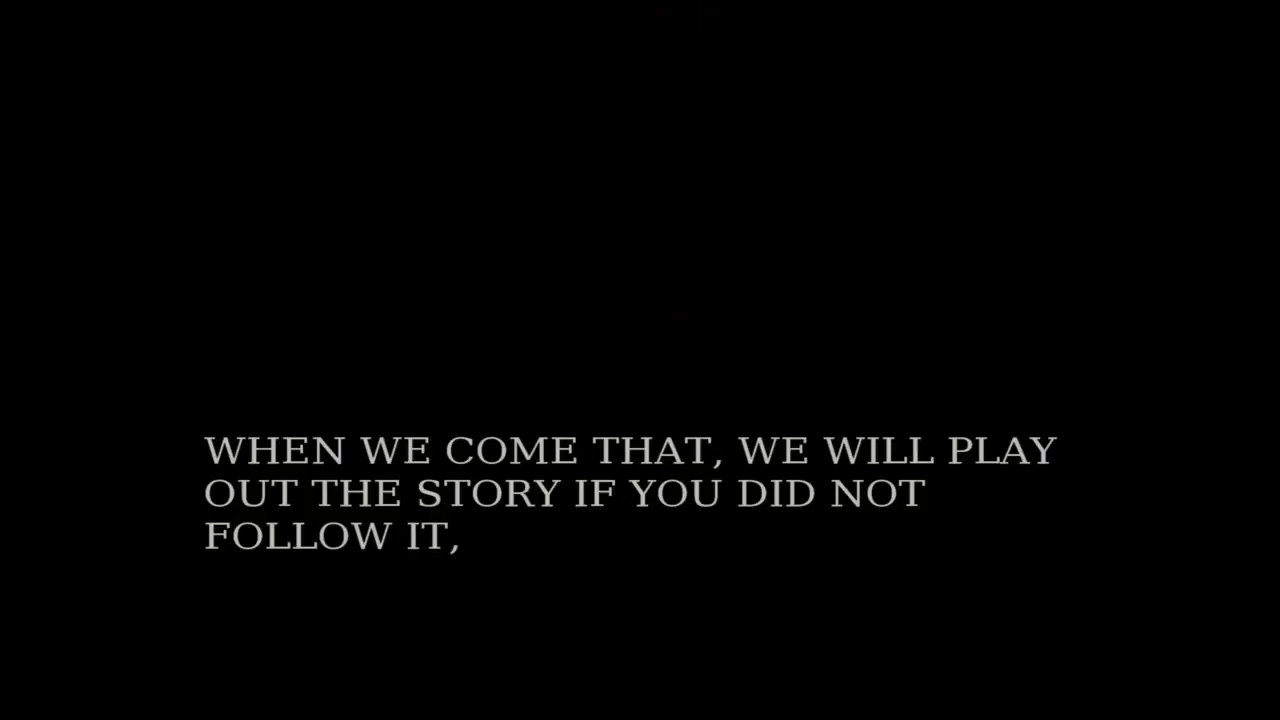 WHEN WE COME THAT, WE WILL PLAY
OUT THE STORY IF YOU DID NOT
FOLLOW IT,